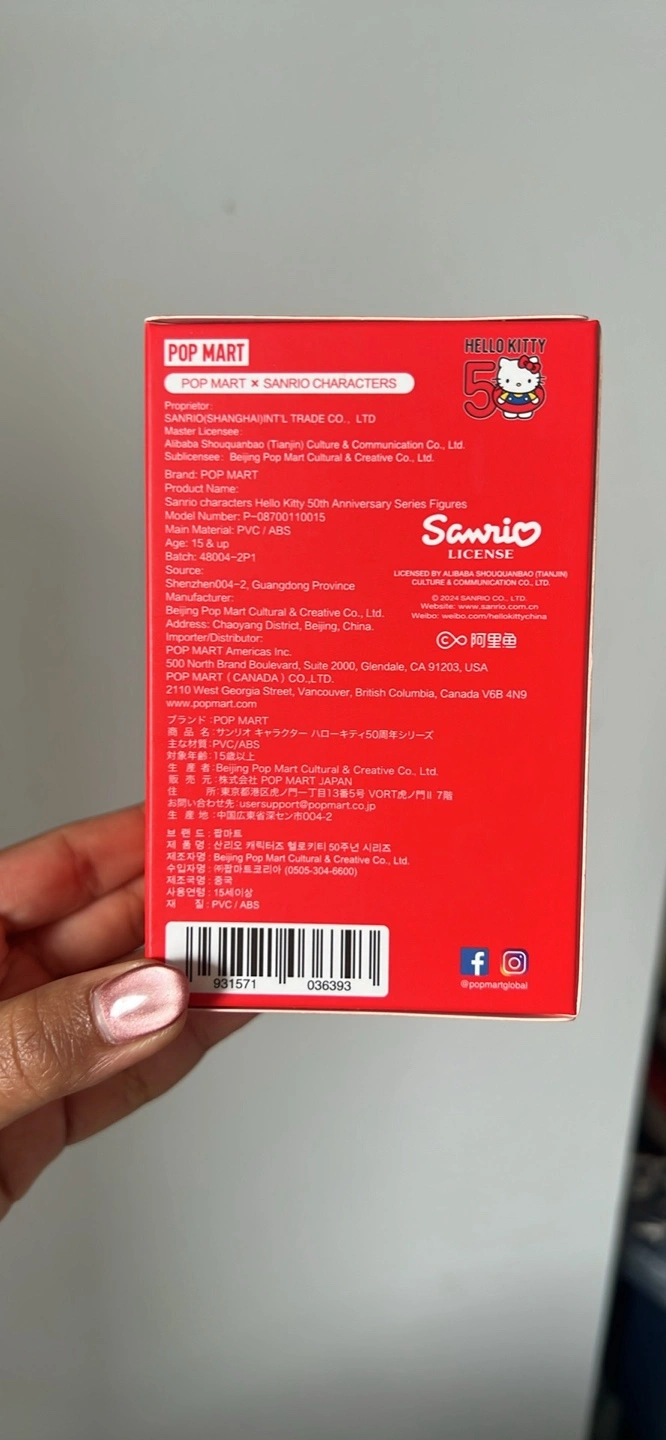 POP MART
HELLO KITTY
50
POP MART × SANRIO CHARACTERS
Proprietor:
SANRIO(SHANGHAI)INT'L TRADE CO., LTD
Master Licensee:
Alibaba Shouquanbao (Tianjin) Culture & Communication Co., Ltd.
Sublicensee: Beijing Pop Mart Cultural & Creative Co., Ltd.
Brand: POP MART
Product Name:
Sanrio characters Hello Kitty 50th Anniversary Series Figures
Model Number: P-08700110015
Main Material: PVC / ABS
Age: 15 & up
Batch: 48004-2P1
Source:
Shenzhen004-2, Guangdong Province
Manufacturer:
Beijing Pop Mart Cultural & Creative Co., Ltd.
Address: Chaoyang District, Beijing, China.
Importer/Distributor:
POP MART Americas Inc.
500 North Brand Boulevard, Suite 2000, Glendale, CA 91203, USA
POP MART (CANADA) CO.,LTD.
2110 West Georgia Street, Vancouver, British Columbia, Canada V6B 4N9
www.popmart.com
Sanrio
LICENSE
LICENSED BY ALIBABA SHOUQUANBAO (TIANJIN)
CULTURE & COMMUNICATION CO., LTD.
© 2024 SANRIO CO., LTD.
Website: www.sanrio.com.cn
Weibo: weibo.com/hellokittychina
阿里鱼
ブランド:POP MART
商品名:サンリオ キャラクター ハローキティ50周年シリーズ
主な材質:PVC/ABS
対象年齢:15歳以上
生産者:Beijing Pop Mart Cultural & Creative Co., Ltd.
販売元:株式会社 POP MART JAPAN
住所:東京都港区虎ノ門一丁目13番5号 VORT虎ノ門Ⅱ 7階
お問い合わせ先:usersupport@popmart.co.jp
生産地:中国広東省深セン市004-2
브랜드: 팝마트
제품명: 산리오 캐릭터즈 헬로키티 50주년 시리즈
제조자명: Beijing Pop Mart Cultural & Creative Co., Ltd.
수입자명: ㈜팝마트코리아 (0505-304-6600)
제조국명: 중국
사용연령: 15세이상
재질: PVC / ABS
931571 036393
@popmartglobal